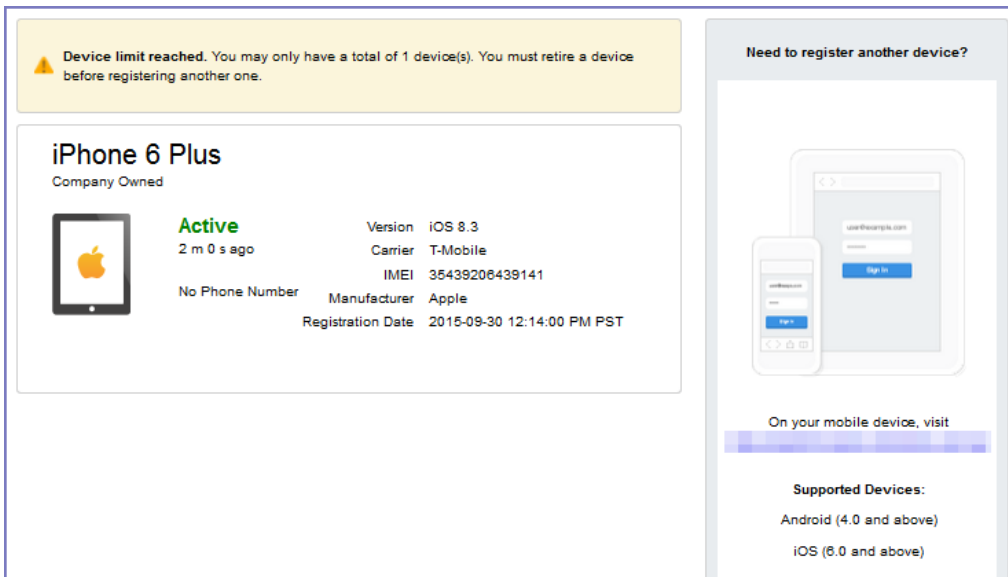 Device limit reached. You may only have a total of 1 device(s). You must retire a device
before registering another one.
iPhone 6 Plus
Company Owned
Active
2 m 0 s ago
No Phone Number
Version iOS 8.3
Carrier T-Mobile
IMEI 35439206439141
Manufacturer Apple
Registration Date 2015-09-30 12:14:00 PM PST
Need to register another device?
user@example.com
Sign In
Sign In
On your mobile device, visit
Supported Devices:
Android (4.0 and above)
iOS (6.0 and above)